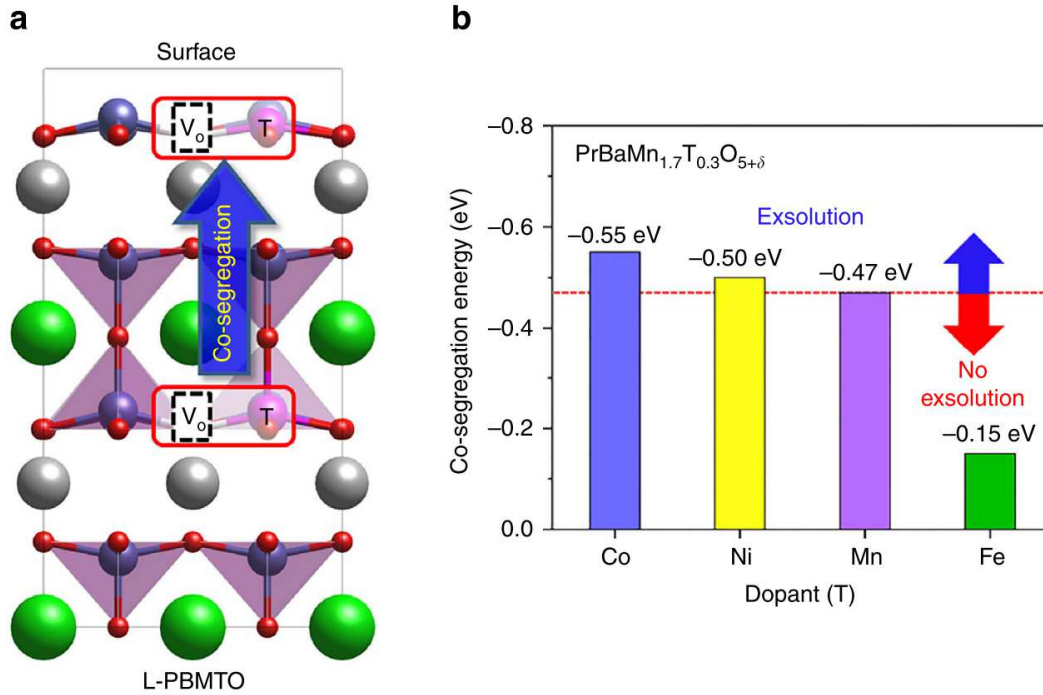 a
Surface
V₀ T
Co-segregation
V₀ T
L-PBMTO
b
Co-segregation energy (eV)
−0.8
−0.6
−0.4
−0.2
0.0
PrBaMn₁.₇T₀.₃O₅₊δ
Exsolution
−0.55 eV
−0.50 eV
−0.47 eV
No
exsolution
−0.15 eV
Co Ni Mn Fe
Dopant (T)